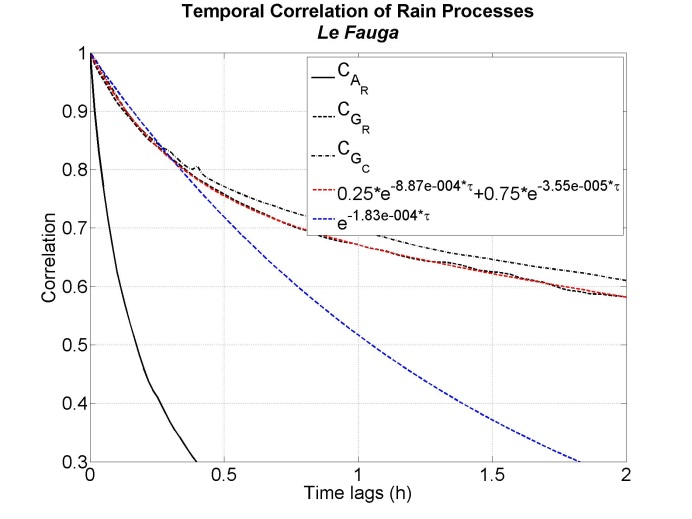 Temporal Correlation of Rain Processes
Le Fauga
Correlation
1
0.9
0.8
0.7
0.6
0.5
0.4
0.3
C_{A_R}
C_{G_R}
C_{G_C}
0.25*e^{-8.87e-004*τ}+0.75*e^{-3.55e-005*τ}
e^{-1.83e-004*τ}
0 0.5 1 1.5 2
Time lags (h)